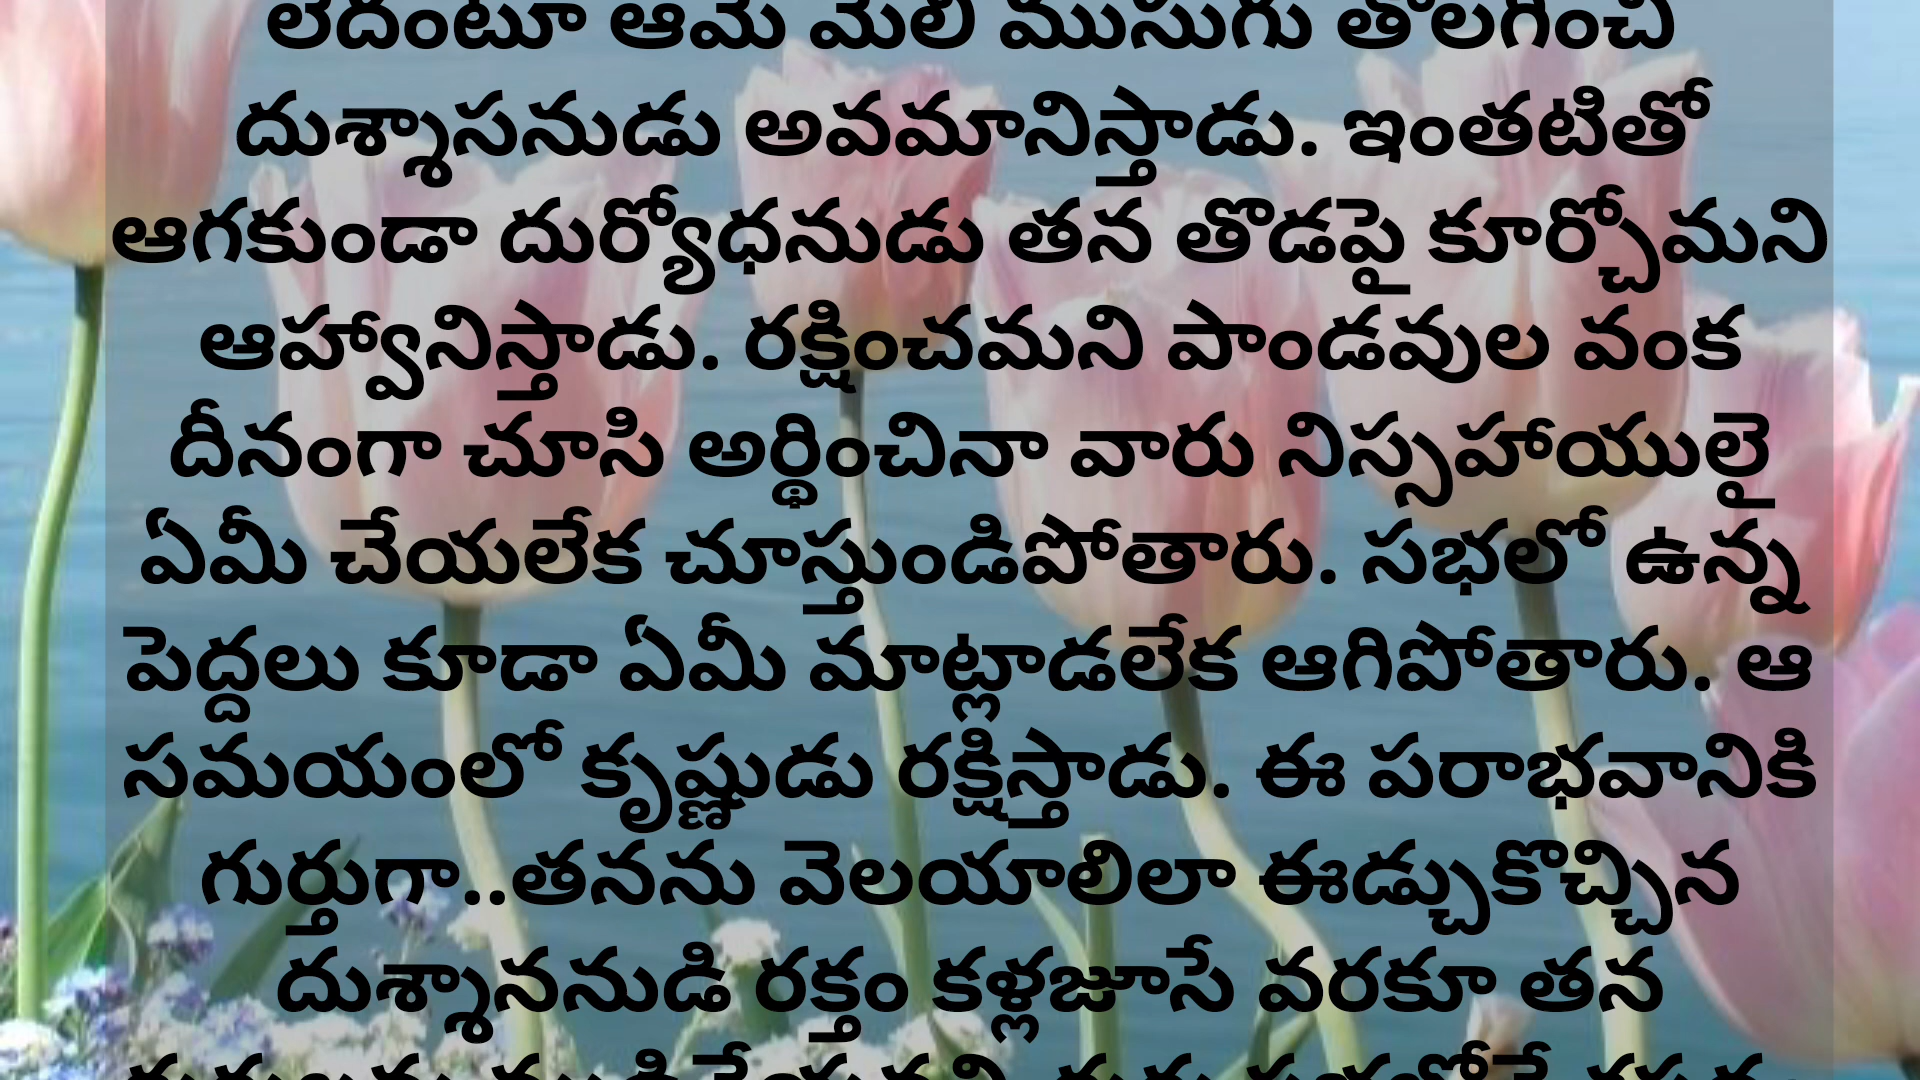 లేదంటూ ఆమె మేలి ముసుగు తొలగించి
దుశ్శాసనుడు అవమానిస్తాడు. ఇంతటితో
ఆగకుండా దుర్యోధనుడు తన తొడపై కూర్చోమని
ఆహ్వానిస్తాడు. రక్షించమని పాండవుల వంక
దీనంగా చూసి అర్థించినా వారు నిస్సహాయులై
ఏమీ చేయలేక చూస్తుండిపోతారు. సభలో ఉన్న
పెద్దలు కూడా ఏమీ మాట్లాడలేక ఆగిపోతారు. ఆ
సమయంలో కృష్ణుడు రక్షిస్తాడు. ఈ పరాభవానికి
గుర్తుగా..తనను వెలయాలిలా ఈడ్చుకొచ్చిన
దుశ్శాననుడి రక్తం కళ్లజూసే వరకూ తన